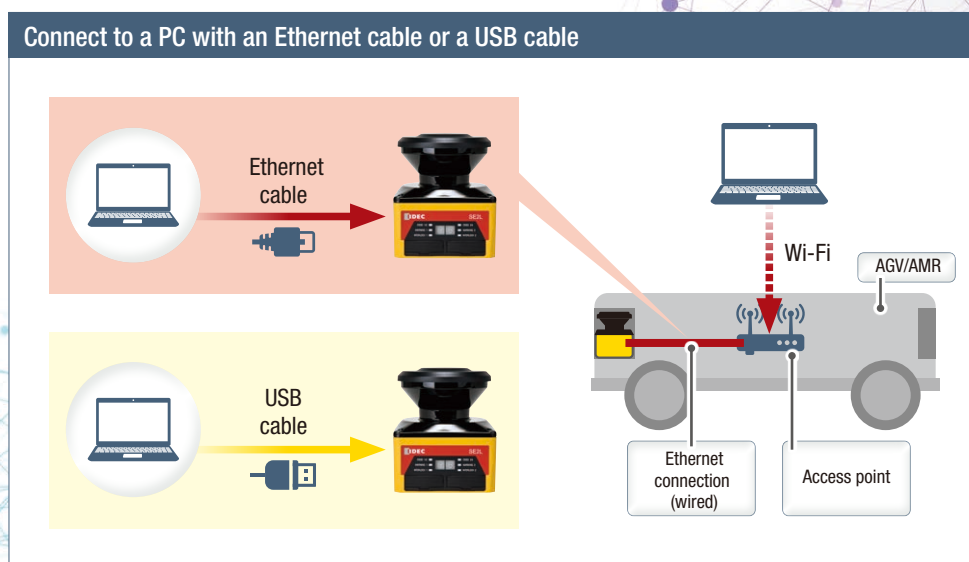 Connect to a PC with an Ethernet cable or a USB cable
Ethernet
cable
IDEC
SE2L
Wi-Fi
AGV/AMR
USB
cable
IDEC
SE2L
Ethernet
connection
(wired)
Access point